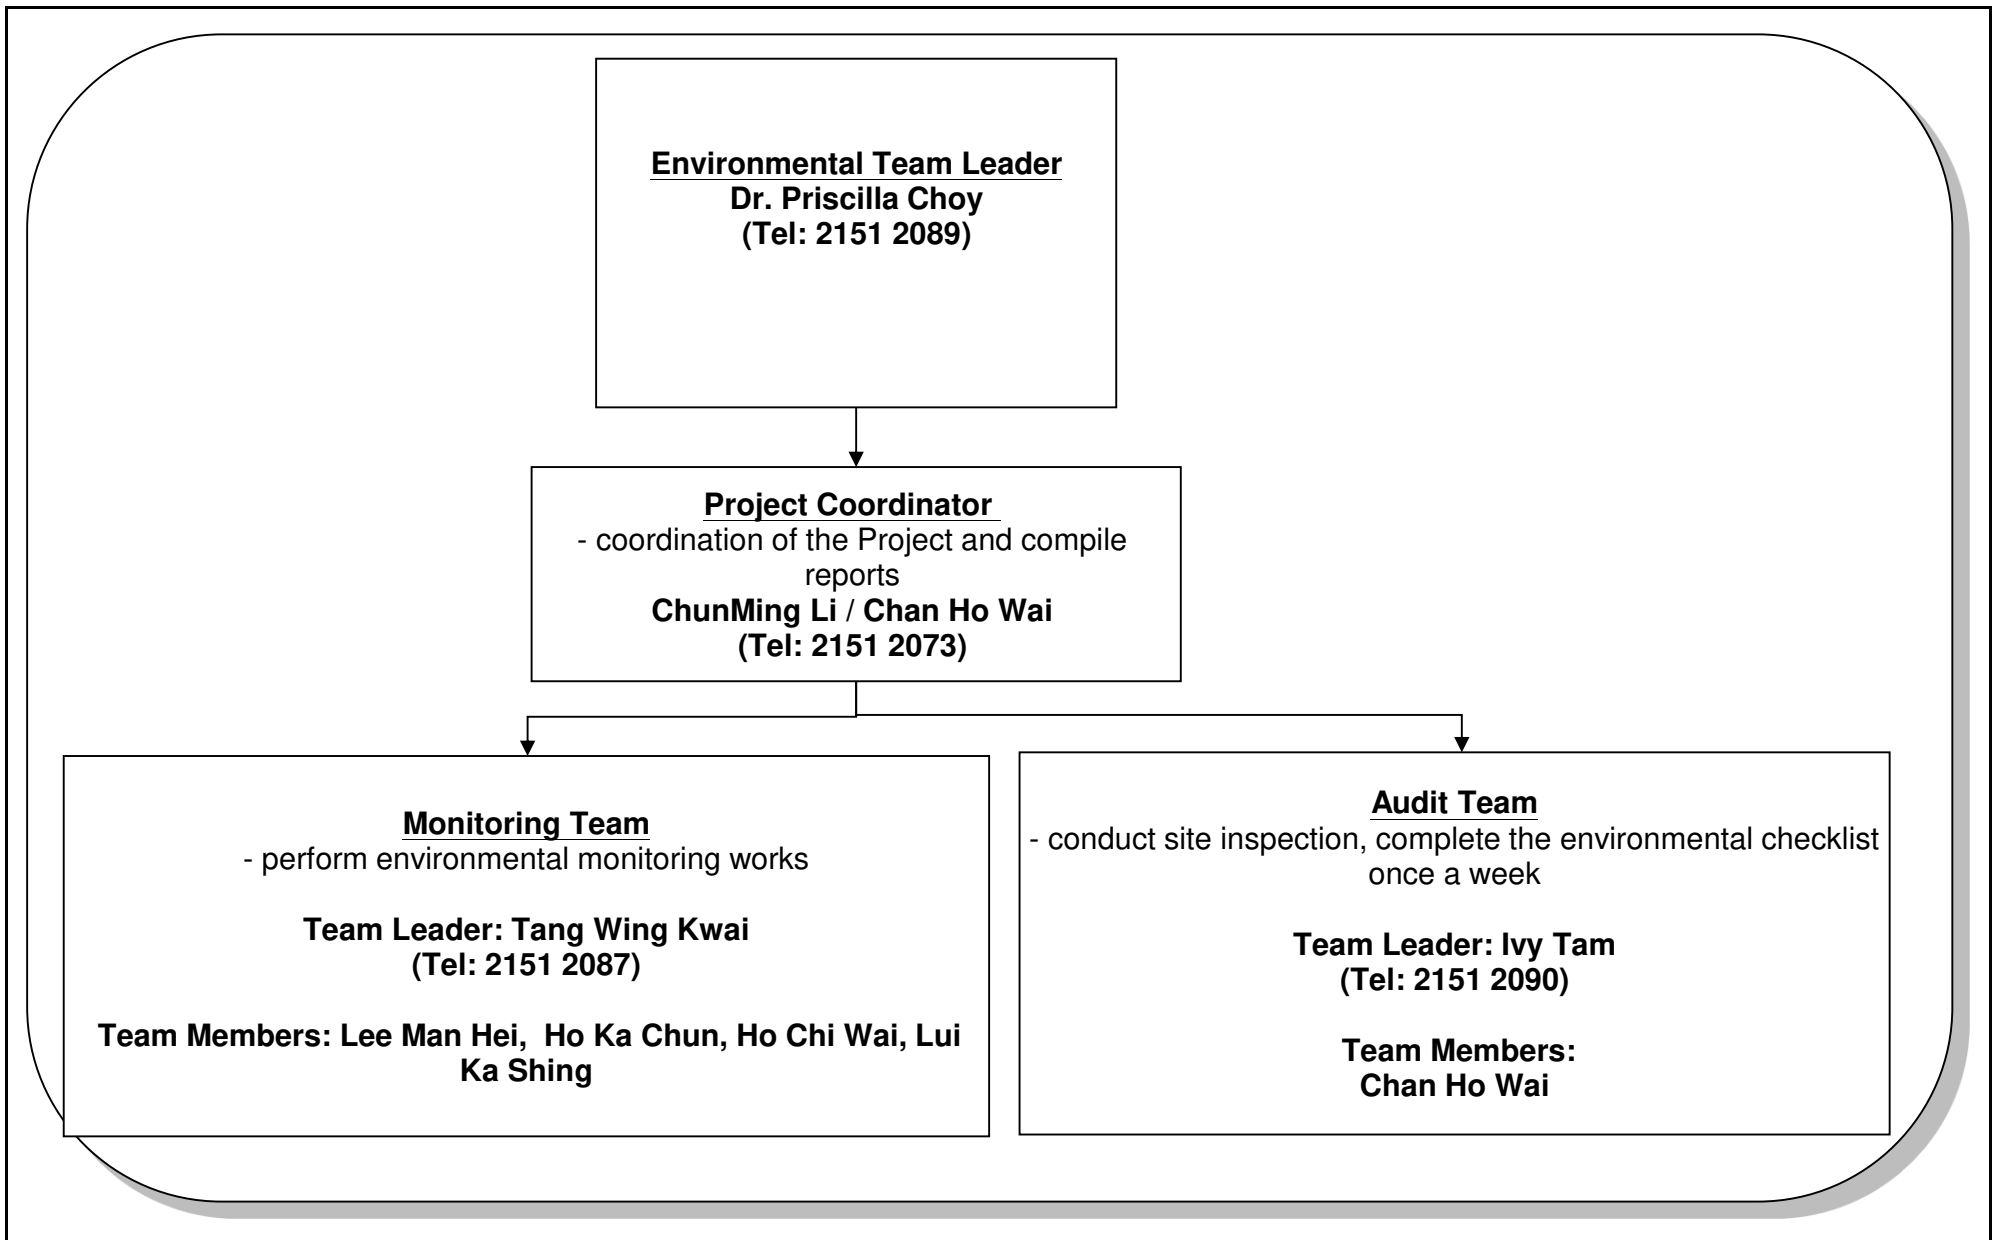 Environmental Team Leader
Dr. Priscilla Choy
(Tel: 2151 2089)
Project Coordinator
- coordination of the Project and compile
reports
ChunMing Li / Chan Ho Wai
(Tel: 2151 2073)
Monitoring Team
- perform environmental monitoring works
Team Leader: Tang Wing Kwai
(Tel: 2151 2087)
Team Members: Lee Man Hei,  Ho Ka Chun, Ho Chi Wai, Lui
Ka Shing
Audit Team
- conduct site inspection, complete the environmental checklist
once a week
Team Leader: Ivy Tam
(Tel: 2151 2090)
Team Members:
Chan Ho Wai